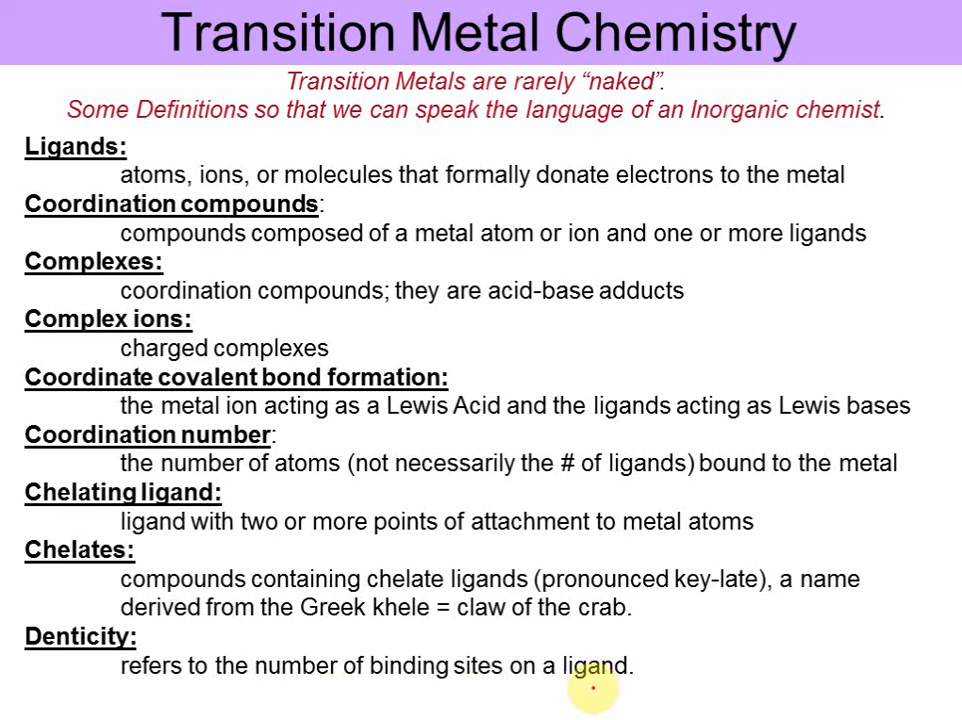 Transition Metal Chemistry
Transition Metals are rarely “naked”.
Some Definitions so that we can speak the language of an Inorganic chemist.
Ligands:
atoms, ions, or molecules that formally donate electrons to the metal
Coordination compounds:
compounds composed of a metal atom or ion and one or more ligands
Complexes:
coordination compounds; they are acid-base adducts
Complex ions:
charged complexes
Coordinate covalent bond formation:
the metal ion acting as a Lewis Acid and the ligands acting as Lewis bases
Coordination number:
the number of atoms (not necessarily the # of ligands) bound to the metal
Chelating ligand:
ligand with two or more points of attachment to metal atoms
Chelates:
compounds containing chelate ligands (pronounced key-late), a name
derived from the Greek khele = claw of the crab.
Denticity:
refers to the number of binding sites on a ligand.